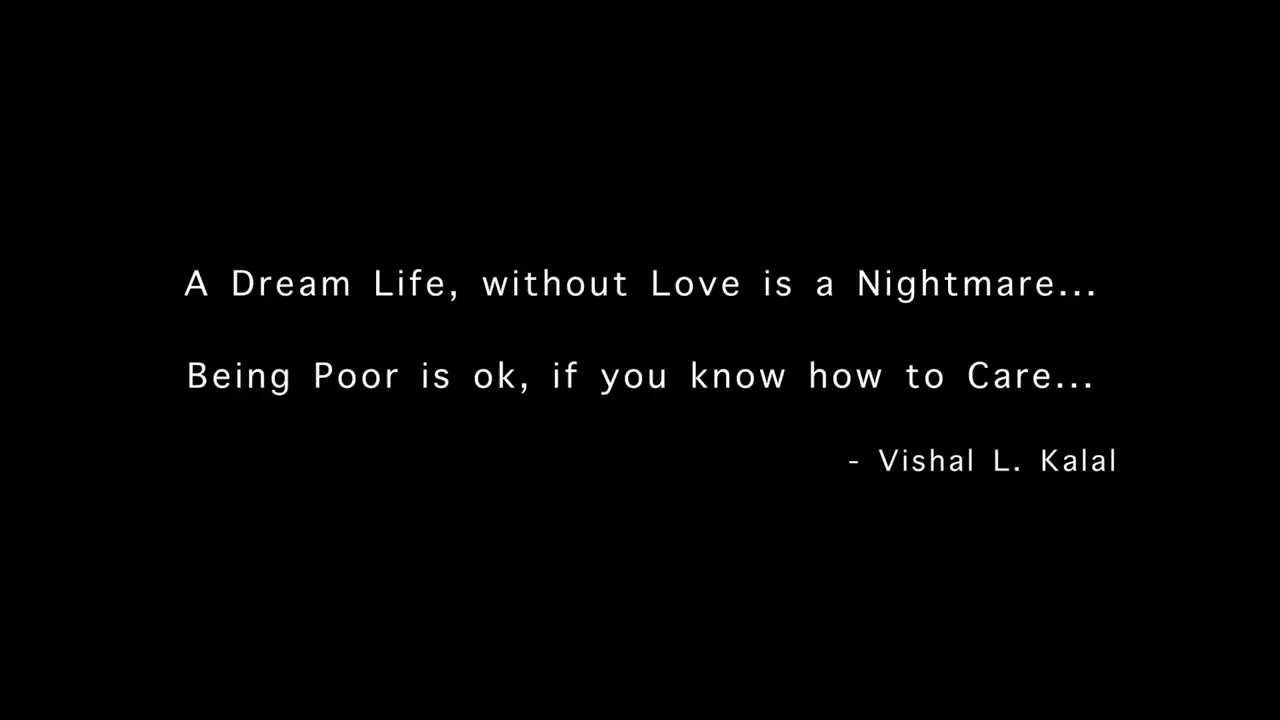 A Dream Life, without Love is a Nightmare...
Being Poor is ok, if you know how to Care...
- Vishal L. Kalal